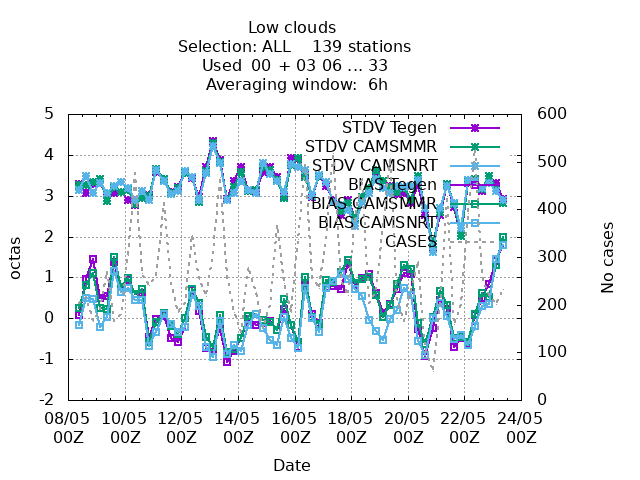 Low clouds
Selection: ALL    139 stations
Used  00 + 03 06 ... 33
Averaging window:  6h
STDV Tegen
STDV CAMSMMR
STDV CAMSNRT
BIAS Tegen
BIAS CAMSMMR
BIAS CAMSNRT
CASES
5
4
3
2
1
0
-1
-2
octas
600
500
400
300
200
100
0
No cases
08/05 10/05 12/05 14/05 16/05 18/05 20/05 22/05 24/05
00Z 00Z 00Z 00Z 00Z 00Z 00Z 00Z 00Z
Date